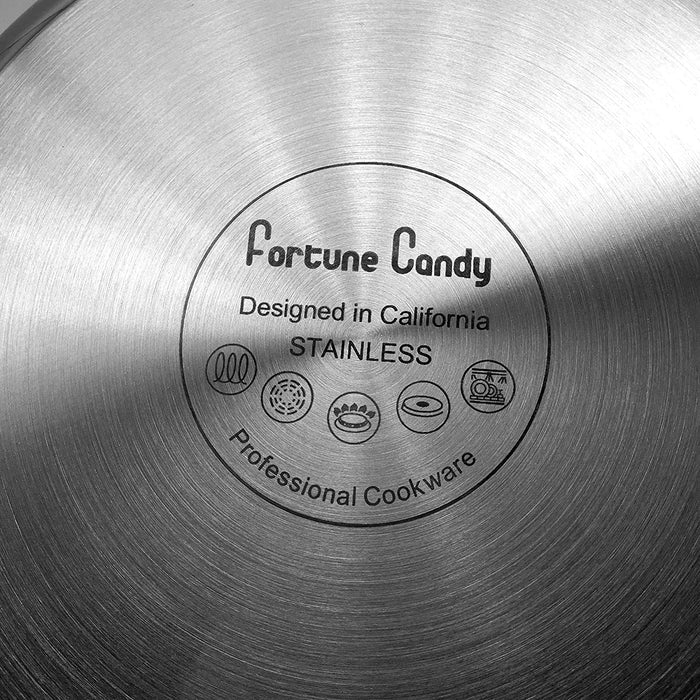 Fortune Candy
Designed in California
STAINLESS
Professional Cookware